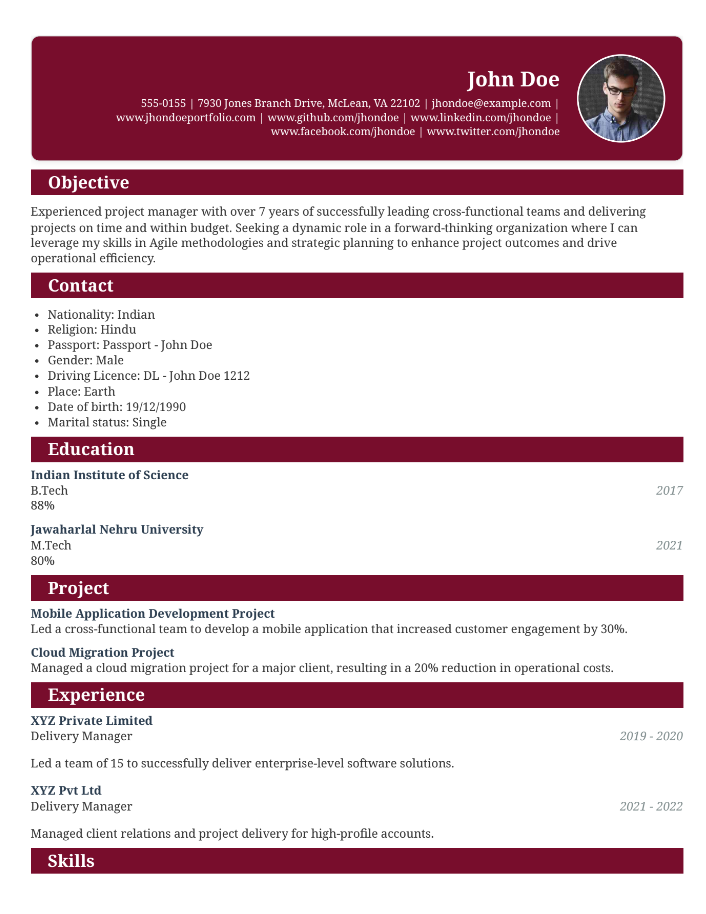 John Doe
555-0155 | 7930 Jones Branch Drive, McLean, VA 22102 | jhondoe@example.com |
www.jhondoeportfolio.com | www.github.com/jhondoe | www.linkedin.com/jhondoe |
www.facebook.com/jhondoe | www.twitter.com/jhondoe
Objective
Experienced project manager with over 7 years of successfully leading cross-functional teams and delivering
projects on time and within budget. Seeking a dynamic role in a forward-thinking organization where I can
leverage my skills in Agile methodologies and strategic planning to enhance project outcomes and drive
operational efficiency.
Contact
• Nationality: Indian
• Religion: Hindu
• Passport: Passport - John Doe
• Gender: Male
• Driving Licence: DL - John Doe 1212
• Place: Earth
• Date of birth: 19/12/1990
• Marital status: Single
Education
Indian Institute of Science
B.Tech 2017
88%
Jawaharlal Nehru University
M.Tech 2021
80%
Project
Mobile Application Development Project
Led a cross-functional team to develop a mobile application that increased customer engagement by 30%.
Cloud Migration Project
Managed a cloud migration project for a major client, resulting in a 20% reduction in operational costs.
Experience
XYZ Private Limited
Delivery Manager 2019 - 2020
Led a team of 15 to successfully deliver enterprise-level software solutions.
XYZ Pvt Ltd
Delivery Manager 2021 - 2022
Managed client relations and project delivery for high-profile accounts.
Skills